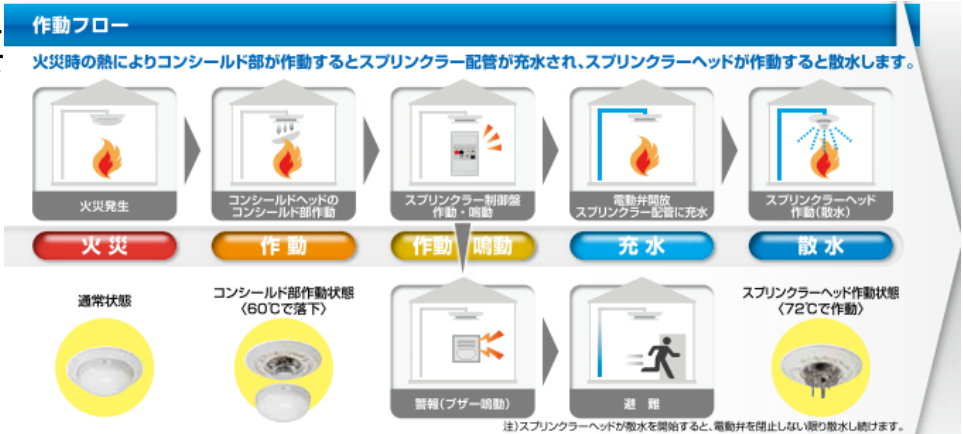 作動フロー
火災時の熱によりコンシールド部が作動するとスプリンクラー配管が充水され、スプリンクラーヘッドが作動すると散水します。
火災発生
コンシールドヘッドの
コンシールド部作動
スプリンクラー制御盤
作動・鳴動
電動弁開放
スプリンクラー配管に充水
スプリンクラーヘッド
作動(散水)
火災
作動
作動 鳴動
充水
散水
通常状態
コンシールド部作動状態
〈60℃で落下〉
警報(ブザー鳴動)
避難
スプリンクラーヘッド作動状態
〈72℃で作動〉
注)スプリンクラーヘッドが散水を開始すると、電動弁を閉止しない限り散水し続けます。